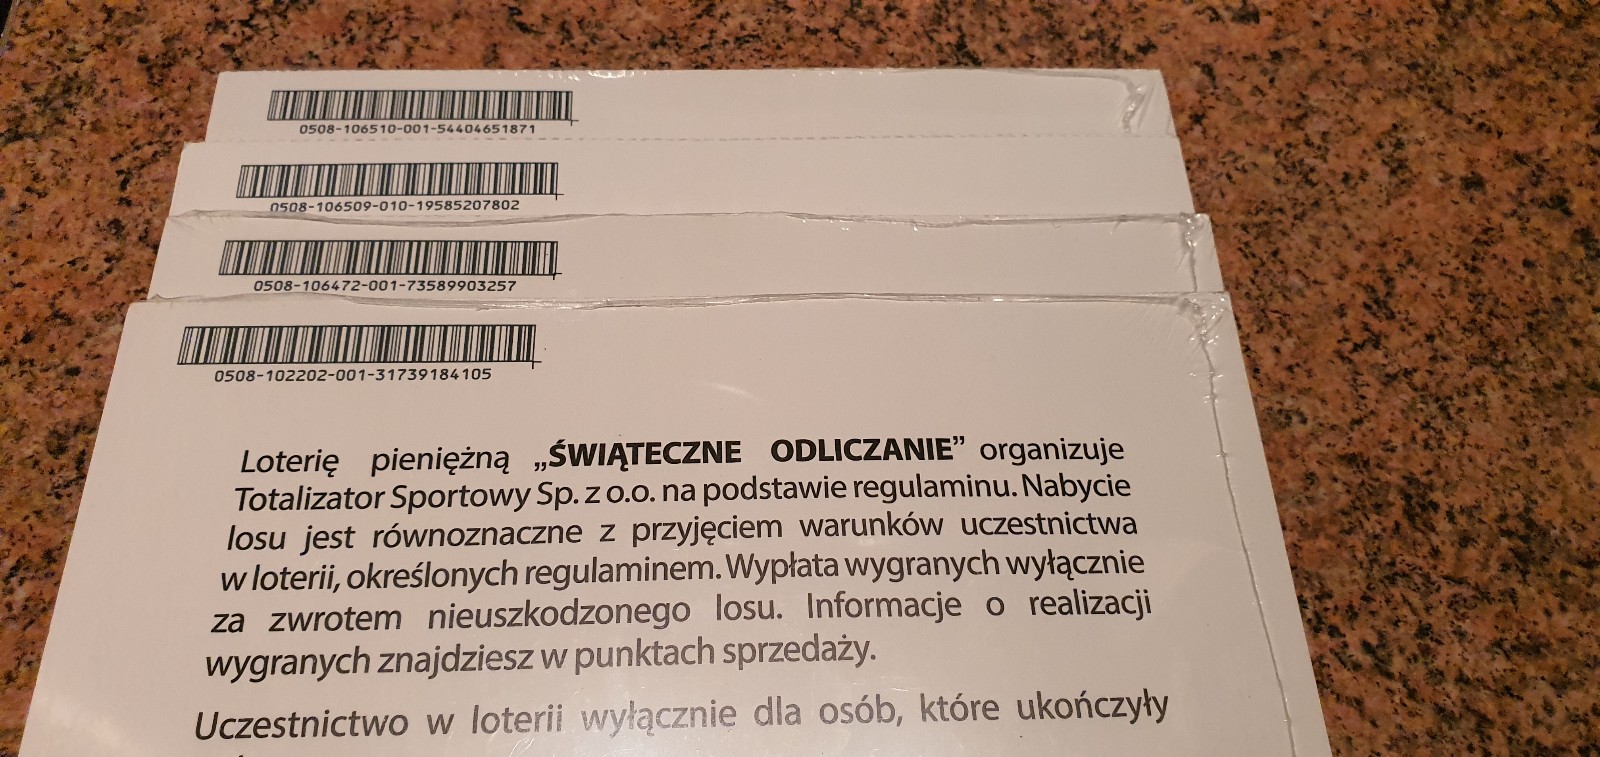 0508-106510-001-54404651871
0508-106509-010-19585207802
0508-106472-001-73589903257
0508-102202-001-31739184105
Loterię pieniężną „ŚWIĄTECZNE ODLICZANIE” organizuje
Totalizator Sportowy Sp. z o.o. na podstawie regulaminu. Nabycie
losu jest równoznaczne z przyjęciem warunków uczestnictwa
w loterii, określonych regulaminem. Wypłata wygranych wyłącznie
za zwrotem nieuszkodzonego losu. Informacje o realizacji
wygranych znajdziesz w punktach sprzedaży.
Uczestnictwo w loterii wyłącznie dla osób, które ukończyły